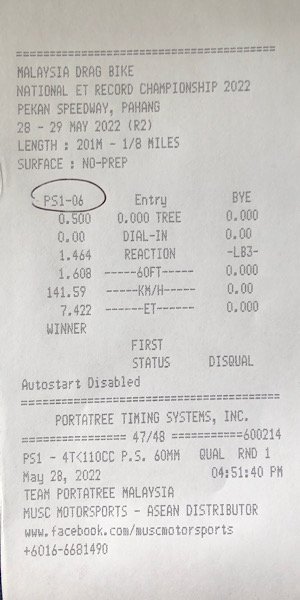 ==========================================
MALAYSIA DRAG BIKE
NATIONAL ET RECORD CHAMPIONSHIP 2022
PEKAN SPEEDWAY, PAHANG
28 - 29 MAY 2022 (R2)
LENGTH : 201M - 1/8 MILES
SURFACE : NO-PREP
PS1-06 Entry BYE
0.500 0.000 TREE 0.000
0.00 DIAL-IN 0.00
1.464 REACTION -LB3-
1.608 -----60FT----- 0.000
141.59 -----KM/H----- 0.00
7.422 ------ET------ 0.000
WINNER
FIRST
STATUS DISQUAL
Autostart Disabled
==========================================
PORTATREE TIMING SYSTEMS, INC.
================ 47/48 ===========600214
PS1 - 4T<110CC P.S. 60MM QUAL RND 1
May 28, 2022 04:51:40 PM
TEAM PORTATREE MALAYSIA
MUSC MOTORSPORTS - ASEAN DISTRIBUTOR
www.facebook.com/muscmotorsports
+6016-6681490